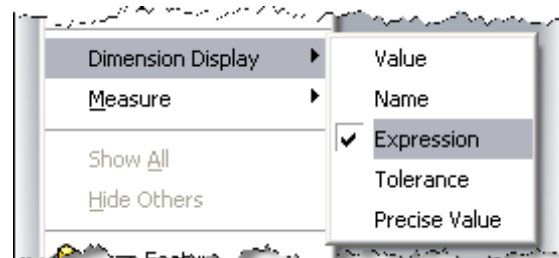 Dimension Display
Measure
Show All
Hide Others
Value
Name
Expression
Tolerance
Precise Value